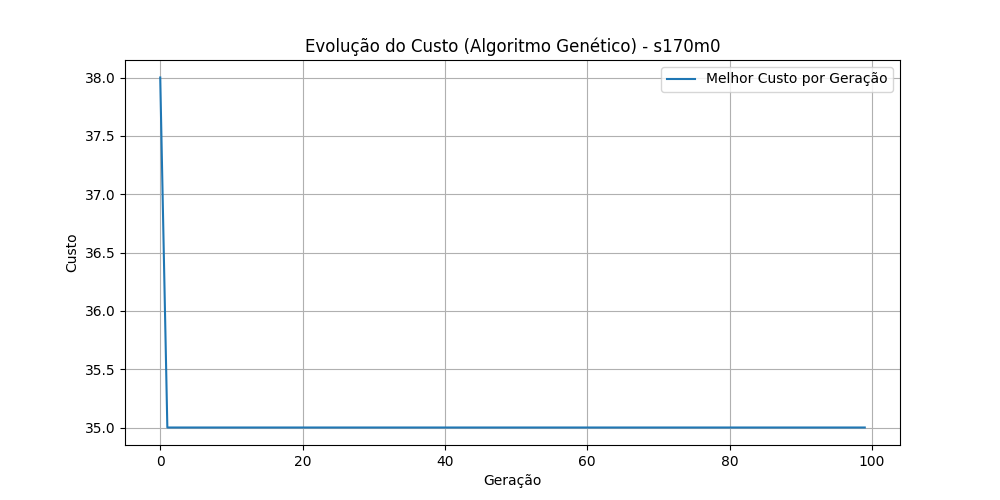 Evolução do Custo (Algoritmo Genético) - s170m0
Melhor Custo por Geração
38.0
37.5
37.0
36.5
36.0
35.5
35.0
Custo
0 20 40 60 80 100
Geração